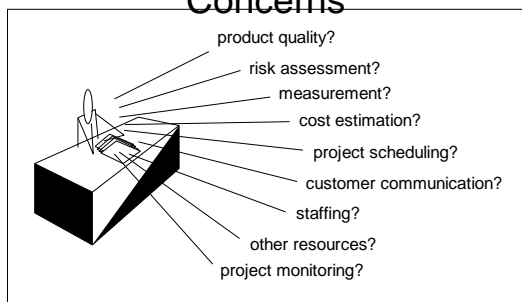 Concerns
product quality?
risk assessment?
measurement?
cost estimation?
project scheduling?
customer communication?
staffing?
other resources?
project monitoring?